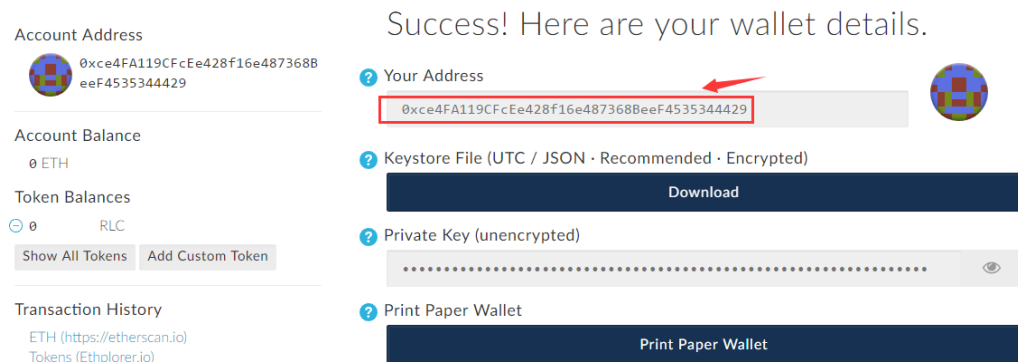 Account Address
0xce4FA119CFcEe428f16e487368B
eeF4535344429
Account Balance
0 ETH
Token Balances
0 RLC
Show All Tokens Add Custom Token
Transaction History
ETH (https://etherscan.io)
Tokens (Ethplorer.io)
Success! Here are your wallet details.
? Your Address
0xce4FA119CFcEe428f16e487368BeeF4535344429
? Keystore File (UTC / JSON · Recommended · Encrypted)
Download
? Private Key (unencrypted)
? Print Paper Wallet
Print Paper Wallet